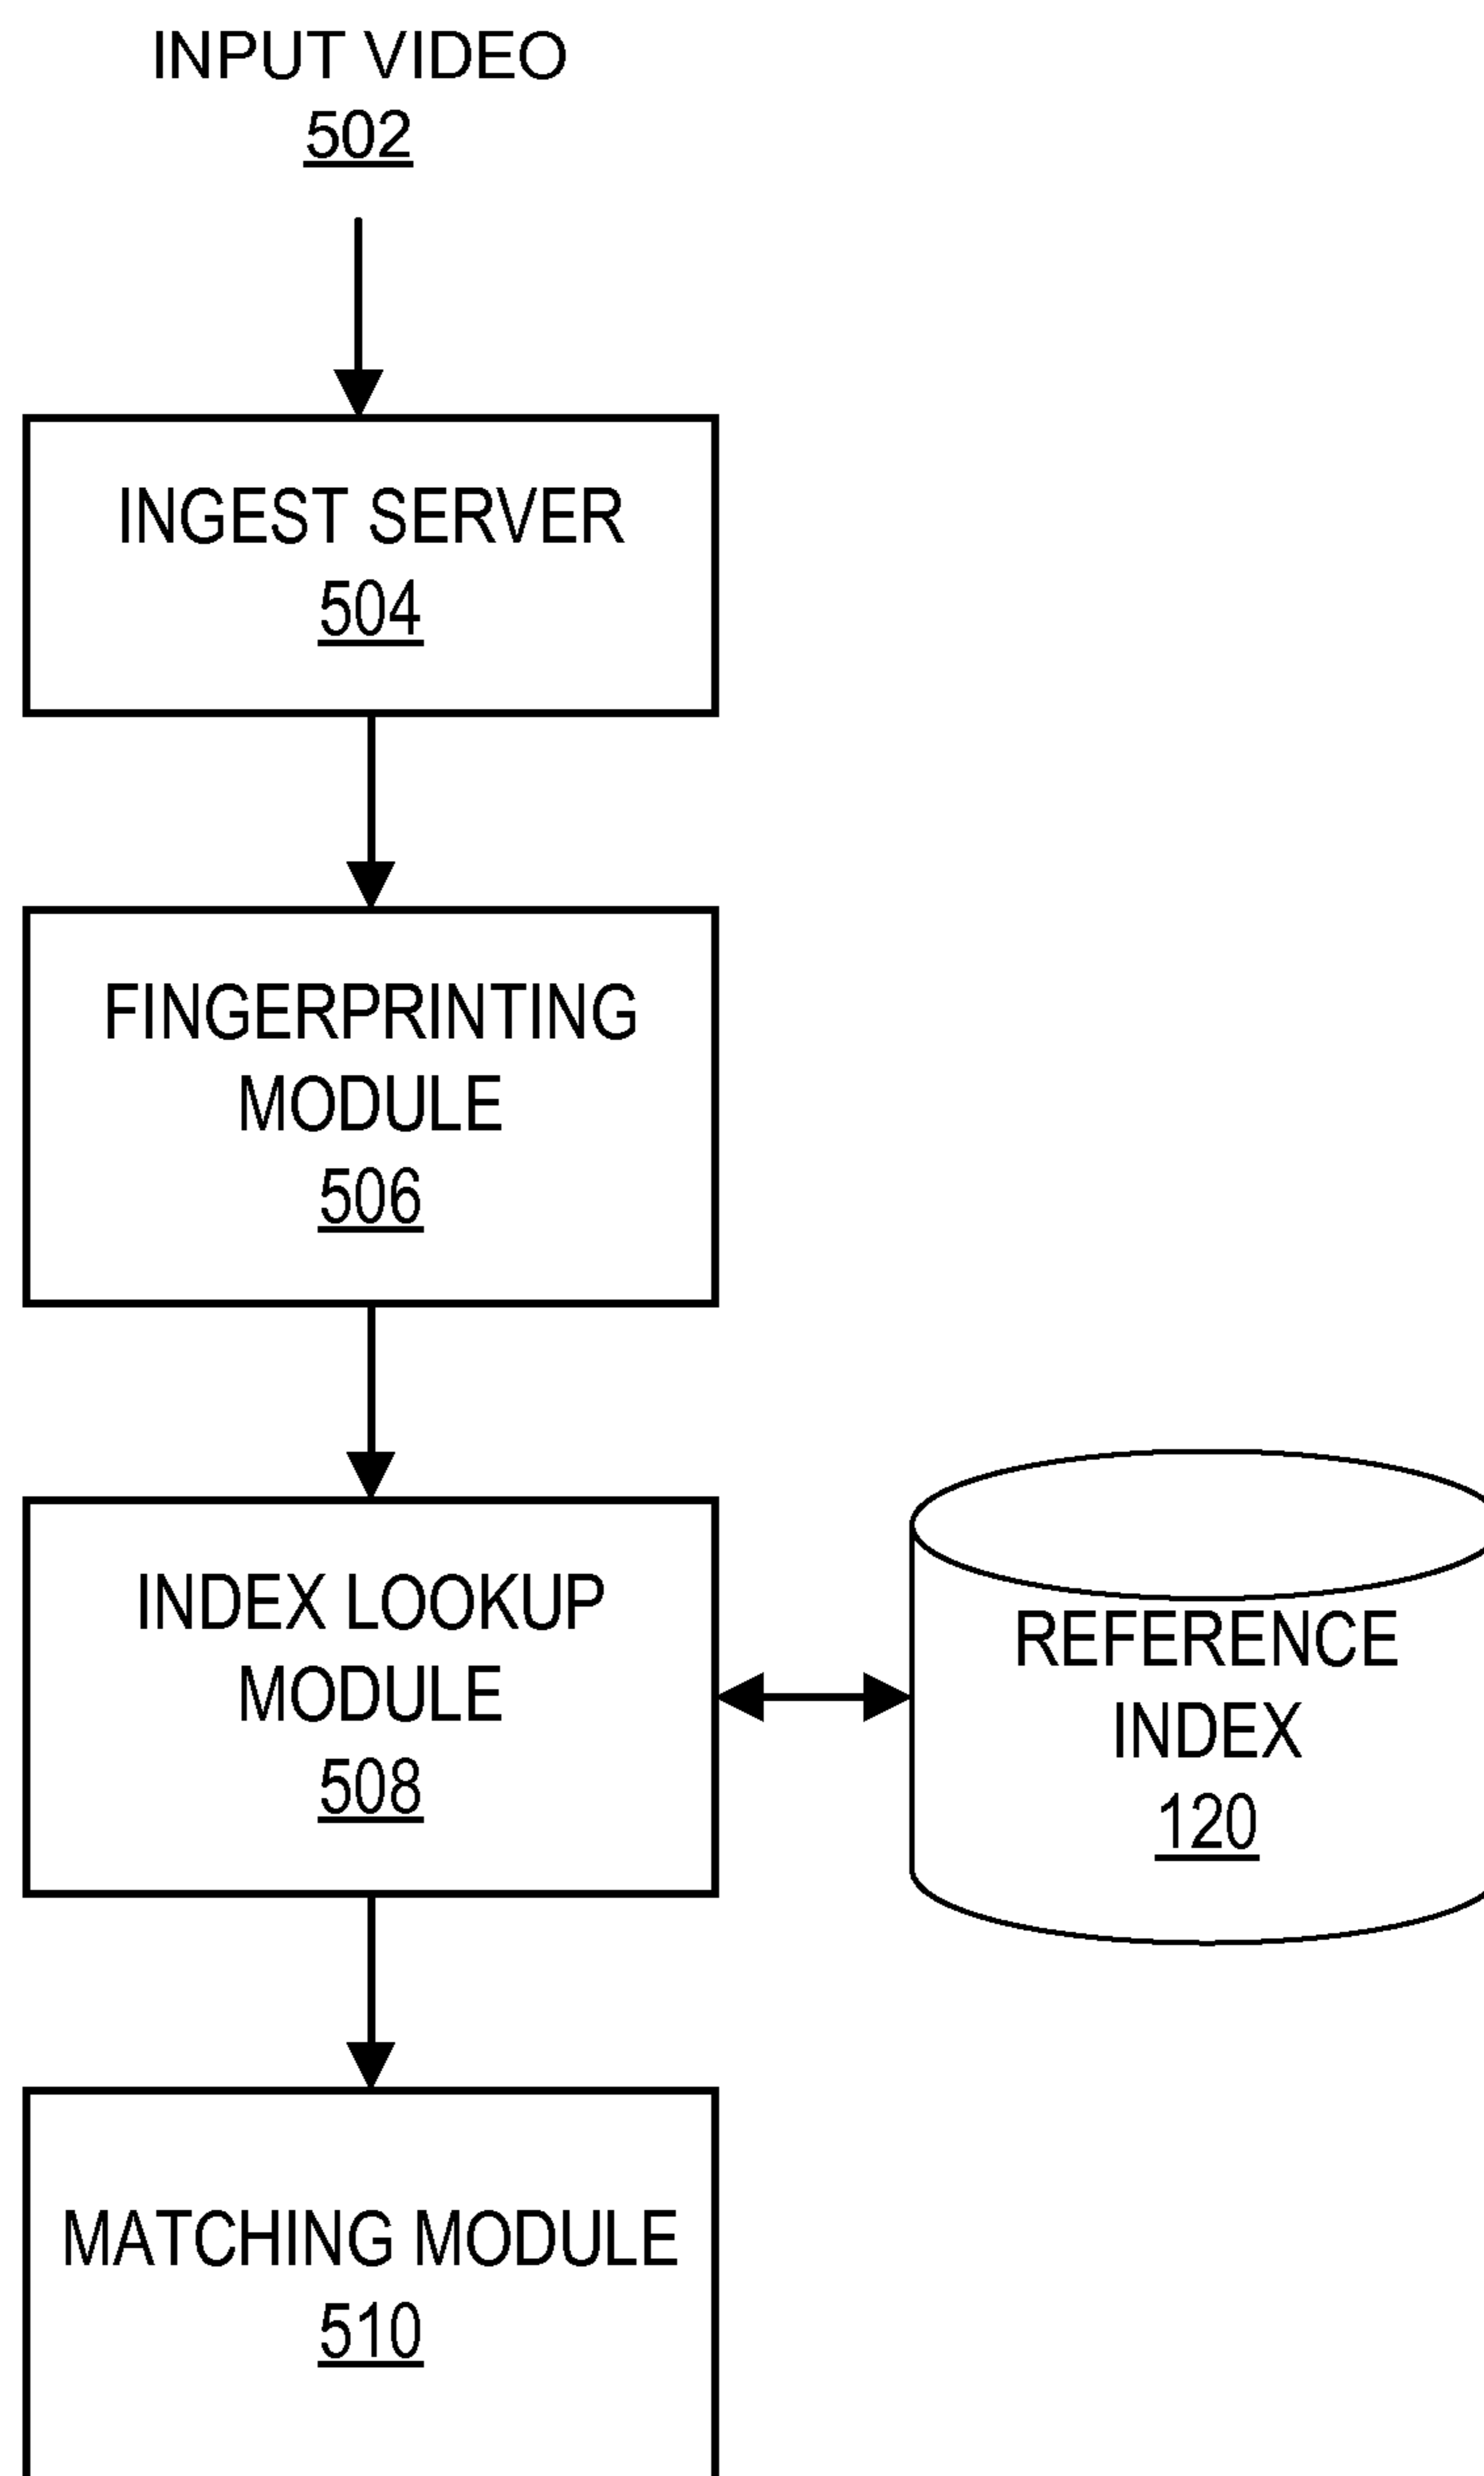 INPUT VIDEO
502
INGEST SERVER
504
FINGERPRINTING
MODULE
506
INDEX LOOKUP
MODULE
508
REFERENCE
INDEX
120
MATCHING MODULE
510